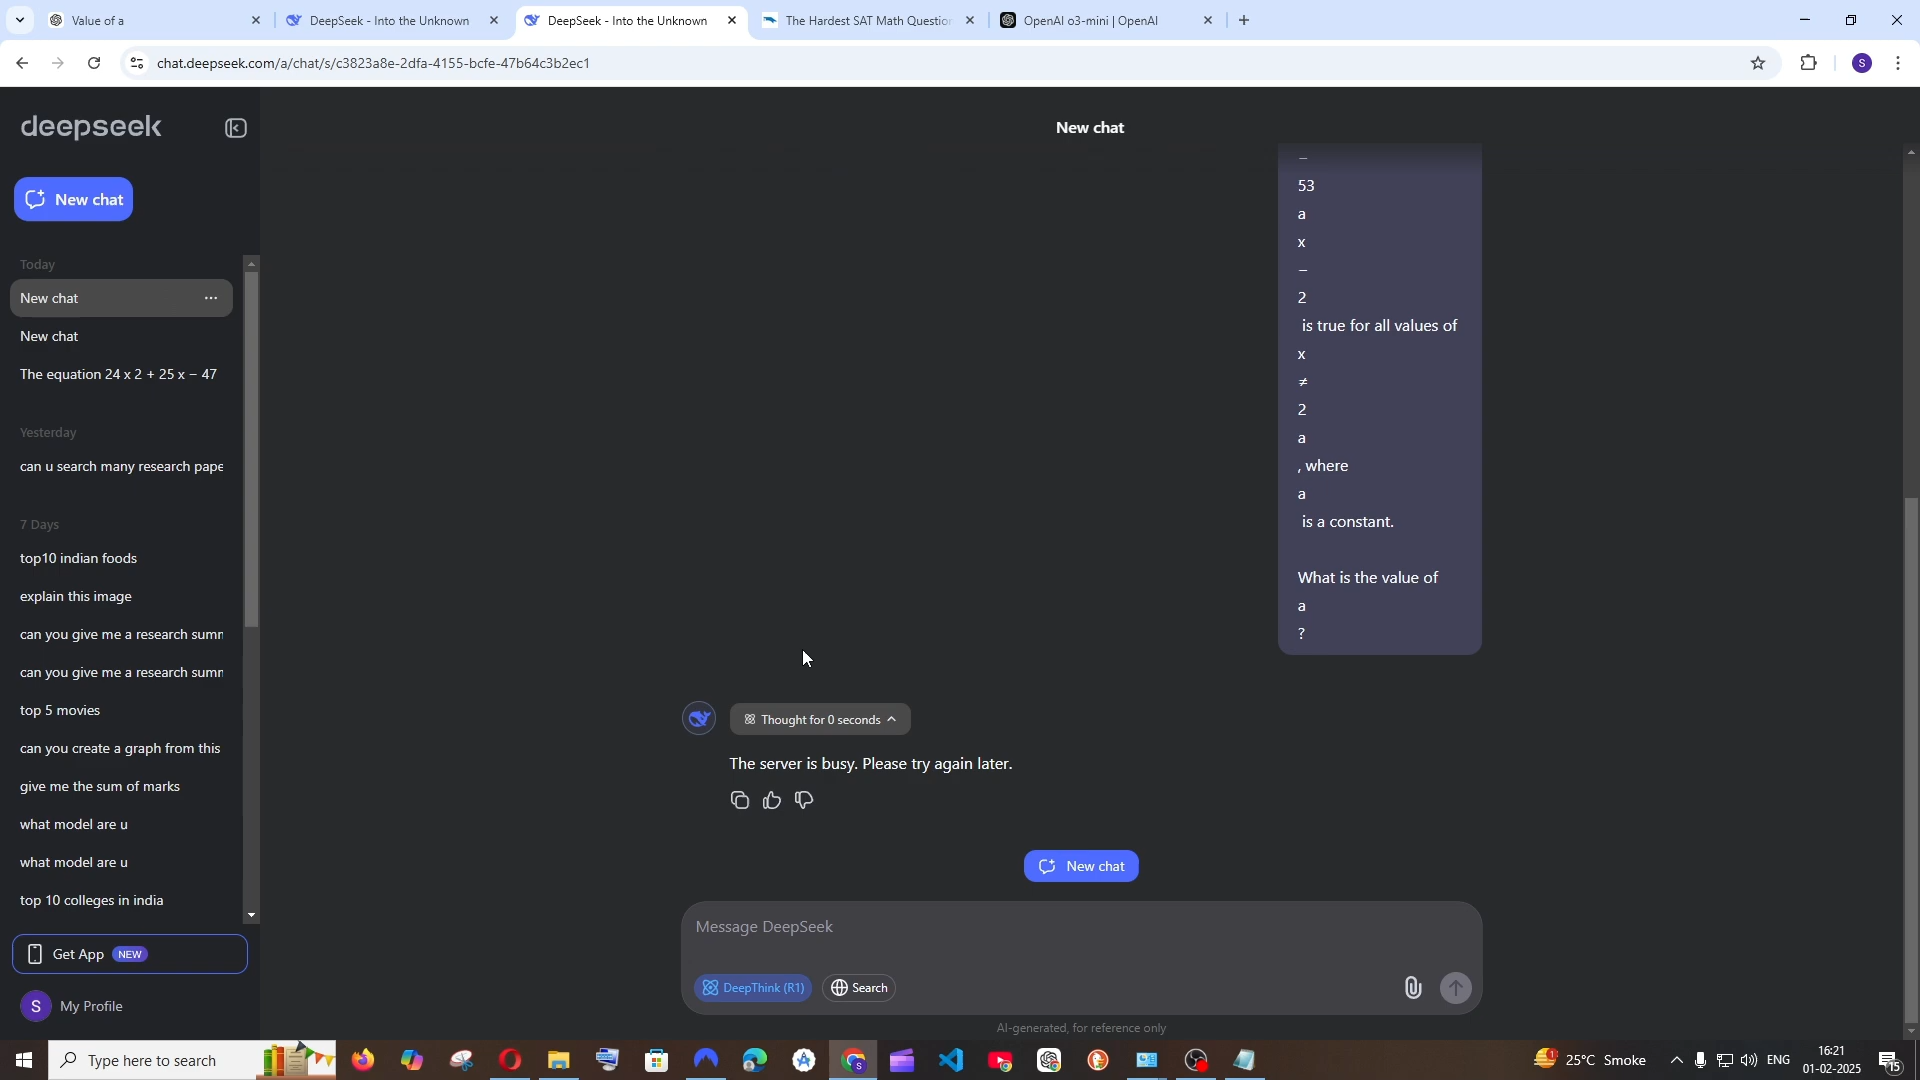 Value of a
DeepSeek - Into the Unknown
DeepSeek - Into the Unknown
The Hardest SAT Math Question
OpenAI o3-mini | OpenAI
chat.deepseek.com/a/chat/s/c3823a8e-2dfa-4155-bcfe-47b64c3b2ec1
S
deepseek
New chat
New chat
Today
New chat
New chat
The equation 24 x 2 + 25 x − 47
Yesterday
can u search many research pape
7 Days
top10 indian foods
explain this image
can you give me a research summ
can you give me a research summ
top 5 movies
can you create a graph from this
give me the sum of marks
what model are u
what model are u
top 10 colleges in india
Get App NEW
S My Profile
−
53
a
x
−
2
is true for all values of
x
≠
2
a
, where
a
is a constant.
What is the value of
a
?
Thought for 0 seconds
The server is busy. Please try again later.
New chat
Message DeepSeek
DeepThink (R1)
Search
AI-generated, for reference only
Type here to search
1
25°C Smoke
ENG
16:21
01-02-2025
15